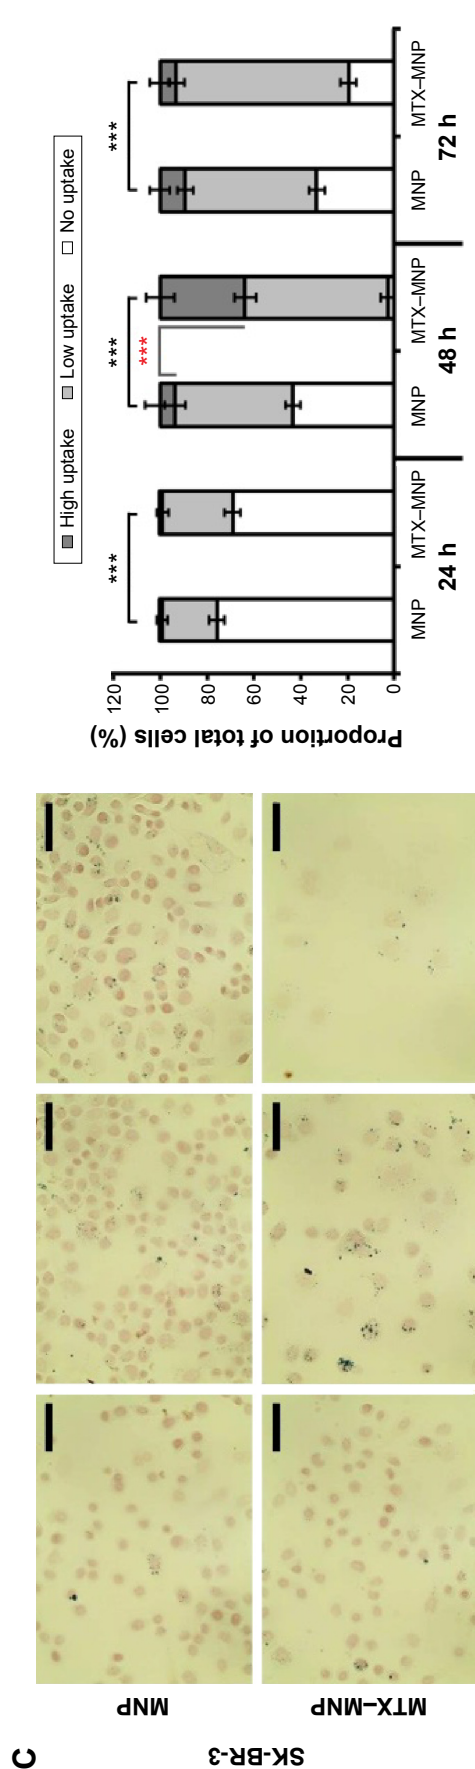 C
SK-BR-3
MNP
MTX–MNP
High uptake Low uptake No uptake
Proportion of total cells (%)
120
100
80
60
40
20
0
***
***
***
***
MNP MTX–MNP MNP MTX–MNP MNP MTX–MNP
24 h 48 h 72 h